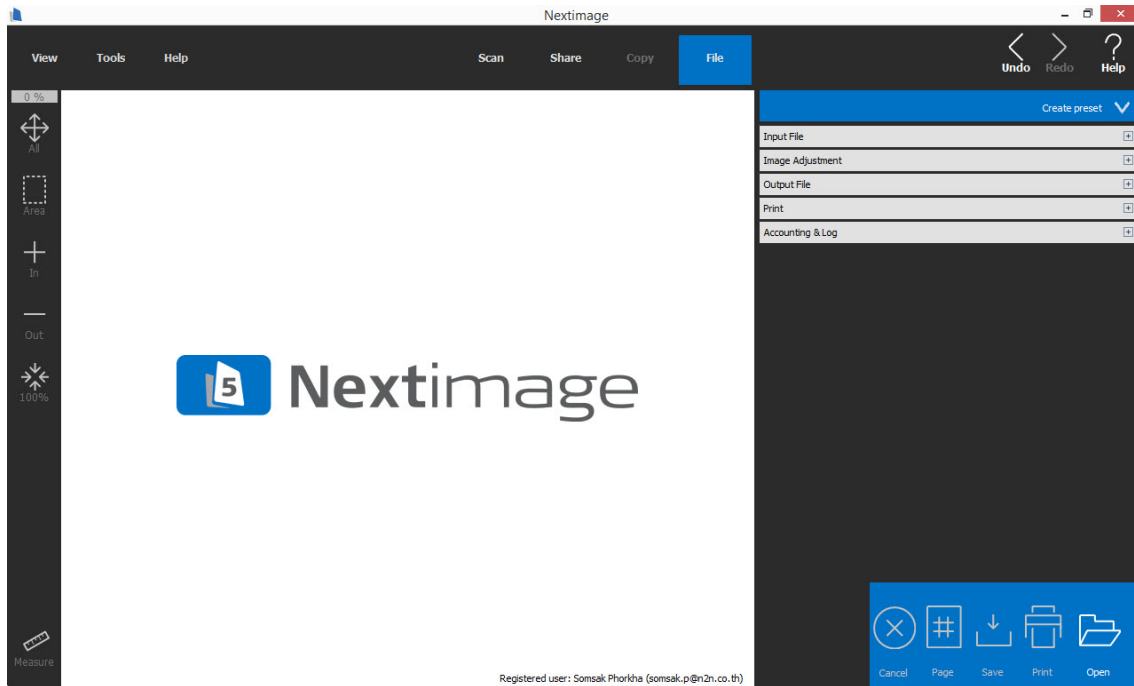 Nextimage
View Tools Help Scan Share Copy File Undo Redo Help
0 %
All
Area
In
Out
100%
Measure
5 Nextimage
Registered user: Somsak Phorkha (somsak.p@n2n.co.th)
Create preset
Input File
Image Adjustment
Output File
Print
Accounting & Log
Cancel Page Save Print Open